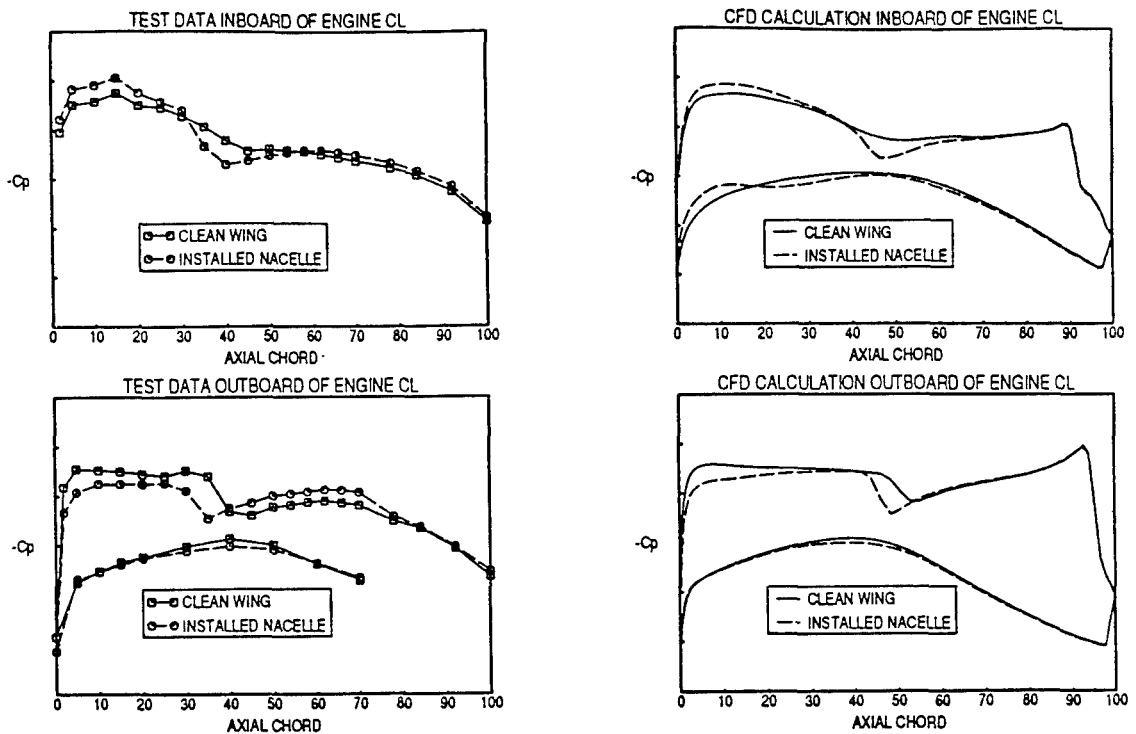 TEST DATA INBOARD OF ENGINE CL
-Cp
CLEAN WING
INSTALLED NACELLE
0 10 20 30 40 50 60 70 80 90 100
AXIAL CHORD
CFD CALCULATION INBOARD OF ENGINE CL
-Cp
CLEAN WING
INSTALLED NACELLE
0 10 20 30 40 50 60 70 80 90 100
AXIAL CHORD
TEST DATA OUTBOARD OF ENGINE CL
-Cp
CLEAN WING
INSTALLED NACELLE
0 10 20 30 40 50 60 70 80 90 100
AXIAL CHORD
CFD CALCULATION OUTBOARD OF ENGINE CL
-Cp
CLEAN WING
INSTALLED NACELLE
0 10 20 30 40 50 60 70 80 90 100
AXIAL CHORD